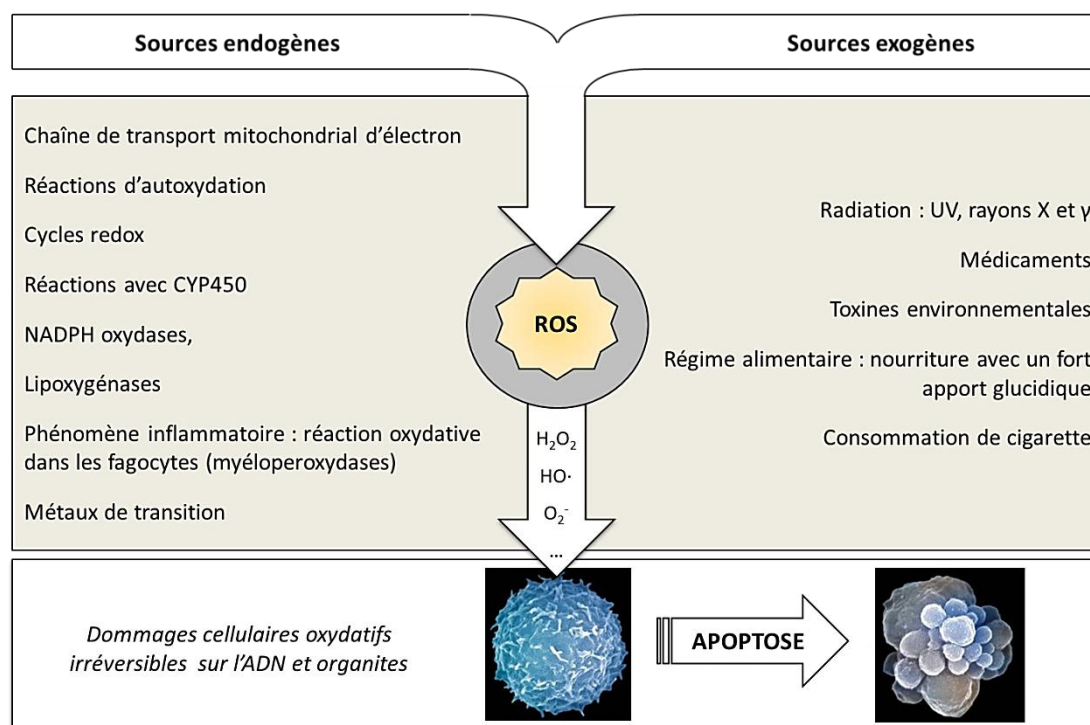 Sources endogènes
Sources exogènes
Chaîne de transport mitochondrial d'électron
Réactions d'autoxydation
Cycles redox
Réactions avec CYP450
NADPH oxydases,
Lipoxygénases
Phénomène inflammatoire : réaction oxydative
dans les fagocytes (myéloperoxydases)
Métaux de transition
ROS
H₂O₂
HO·
O₂⁻
...
Radiation : UV, rayons X et γ
Médicaments
Toxines environnementales
Régime alimentaire : nourriture avec un fort
apport glucidique
Consommation de cigarette
Dommages cellulaires oxydatifs
irréversibles sur l'ADN et organites
APOPTOSE